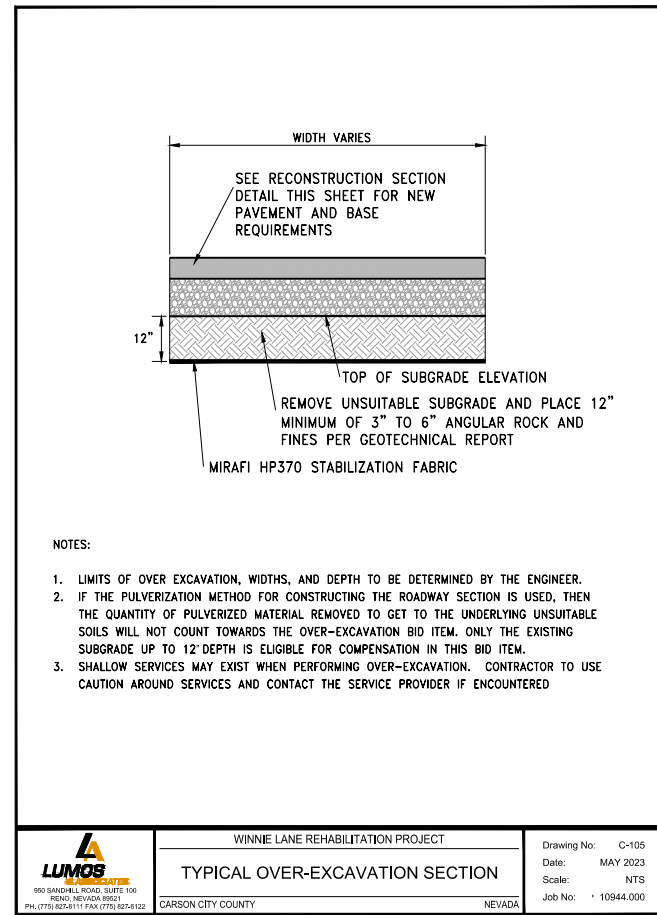 WIDTH VARIES
SEE RECONSTRUCTION SECTION
DETAIL THIS SHEET FOR NEW
PAVEMENT AND BASE
REQUIREMENTS
12"
TOP OF SUBGRADE ELEVATION
REMOVE UNSUITABLE SUBGRADE AND PLACE 12"
MINIMUM OF 3" TO 6" ANGULAR ROCK AND
FINES PER GEOTECHNICAL REPORT
MIRAFI HP370 STABILIZATION FABRIC
NOTES:
1. LIMITS OF OVER EXCAVATION, WIDTHS, AND DEPTH TO BE DETERMINED BY THE ENGINEER.
2. IF THE PULVERIZATION METHOD FOR CONSTRUCTING THE ROADWAY SECTION IS USED, THEN
THE QUANTITY OF PULVERIZED MATERIAL REMOVED TO GET TO THE UNDERLYING UNSUITABLE
SOILS WILL NOT COUNT TOWARDS THE OVER-EXCAVATION BID ITEM. ONLY THE EXISTING
SUBGRADE UP TO 12" DEPTH IS ELIGIBLE FOR COMPENSATION IN THIS BID ITEM.
3. SHALLOW SERVICES MAY EXIST WHEN PERFORMING OVER-EXCAVATION. CONTRACTOR TO USE
CAUTION AROUND SERVICES AND CONTACT THE SERVICE PROVIDER IF ENCOUNTERED
LUMOS
& ASSOCIATES
950 SANDHILL ROAD, SUITE 100
RENO, NEVADA 89521
PH. (775) 827-6111 FAX (775) 827-6122
WINNIE LANE REHABILITATION PROJECT
TYPICAL OVER-EXCAVATION SECTION
CARSON CITY COUNTY NEVADA
Drawing No: C-105
Date: MAY 2023
Scale: NTS
Job No: 10944.000